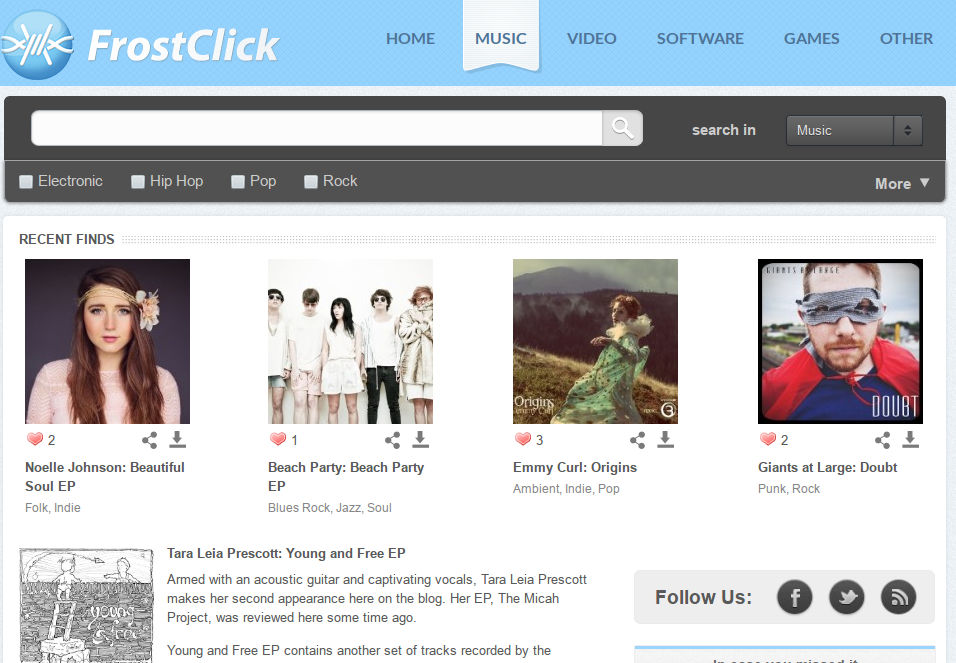 FrostClick
HOME
MUSIC
VIDEO
SOFTWARE
GAMES
OTHER
search in
Music
Electronic
Hip Hop
Pop
Rock
More ▼
RECENT FINDS
GIANTS AT LARGE
Origins
Emmy Curl
DOUBT
2
1
3
2
Noelle Johnson: Beautiful
Soul EP
Folk, Indie
Beach Party: Beach Party
EP
Blues Rock, Jazz, Soul
Emmy Curl: Origins
Ambient, Indie, Pop
Giants at Large: Doubt
Punk, Rock
young
& free
Tara Leia Prescott: Young and Free EP
Armed with an acoustic guitar and captivating vocals, Tara Leia Prescott
makes her second appearance here on the blog. Her EP, The Micah
Project, was reviewed here some time ago.
Young and Free EP contains another set of tracks recorded by the
Follow Us:
In case you missed it